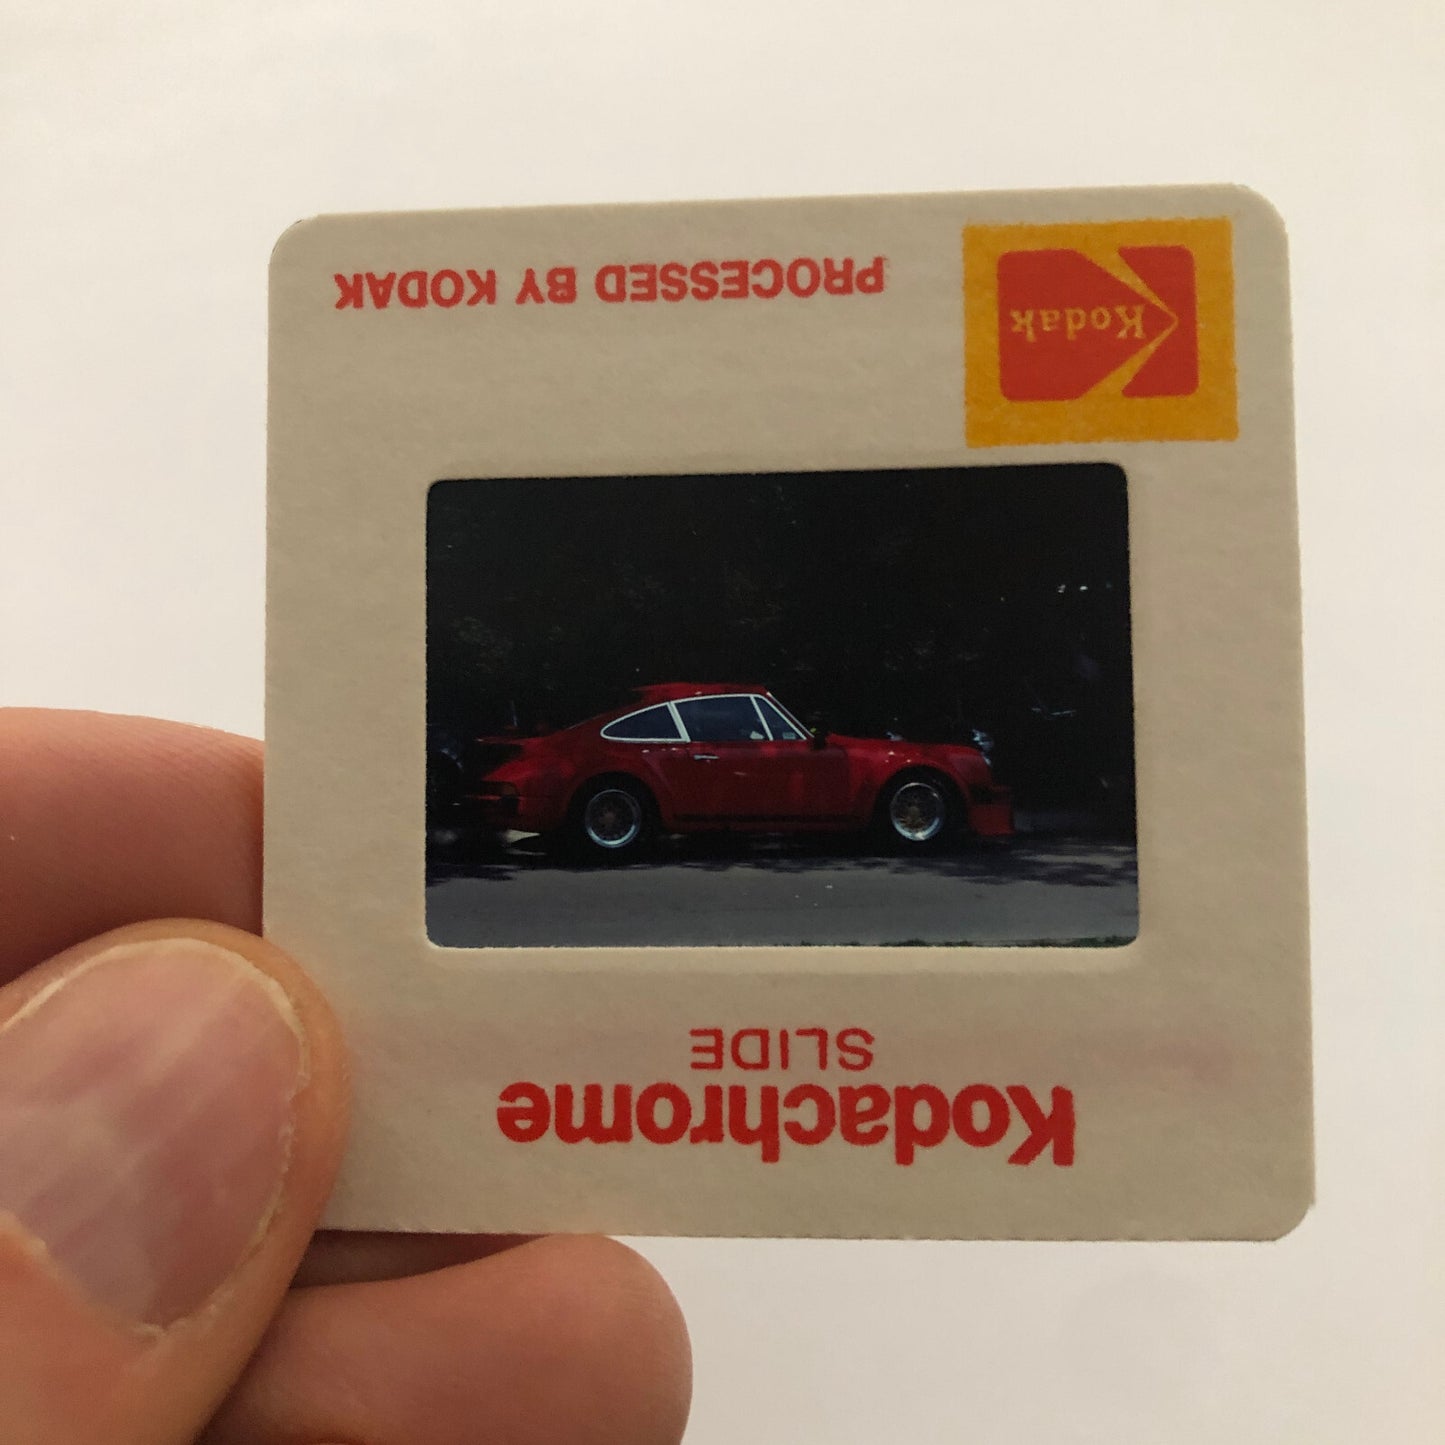 Kodachrome
SLIDE
Kodak
PROCESSED BY KODAK